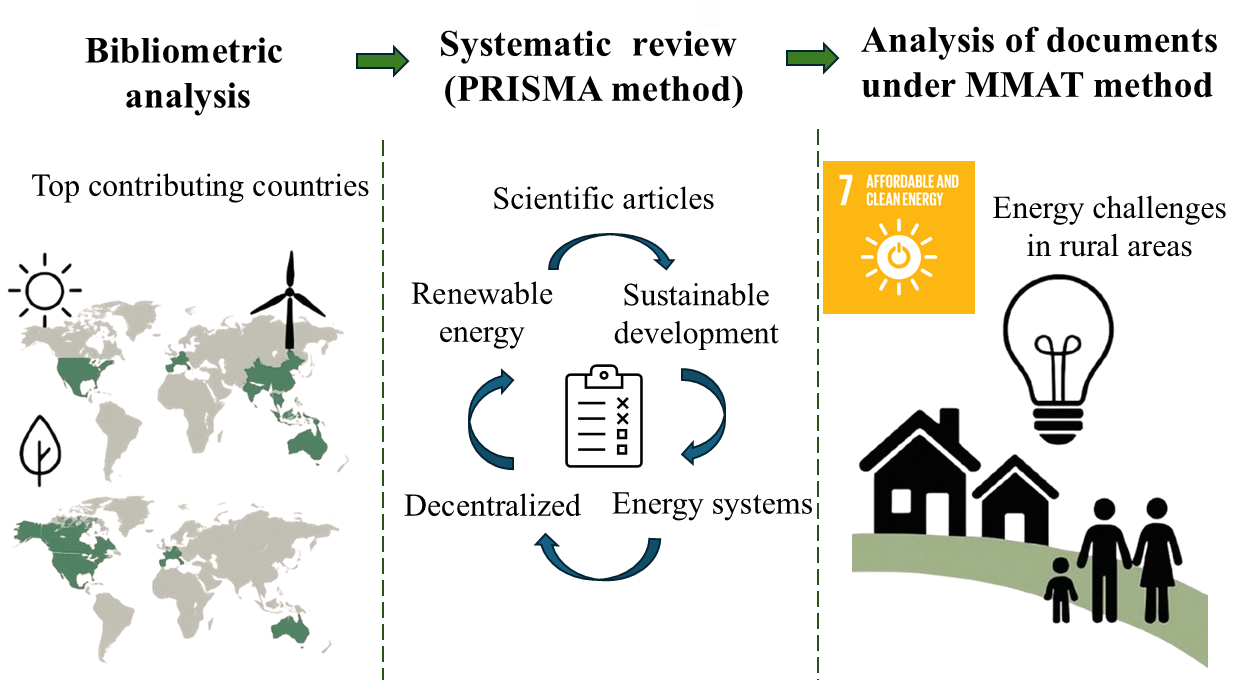 Bibliometric
analysis
Systematic review
(PRISMA method)
Analysis of documents
under MMAT method
Top contributing countries
Scientific articles
Renewable
energy
Sustainable
development
Decentralized
Energy systems
7 AFFORDABLE AND
CLEAN ENERGY
Energy challenges
in rural areas